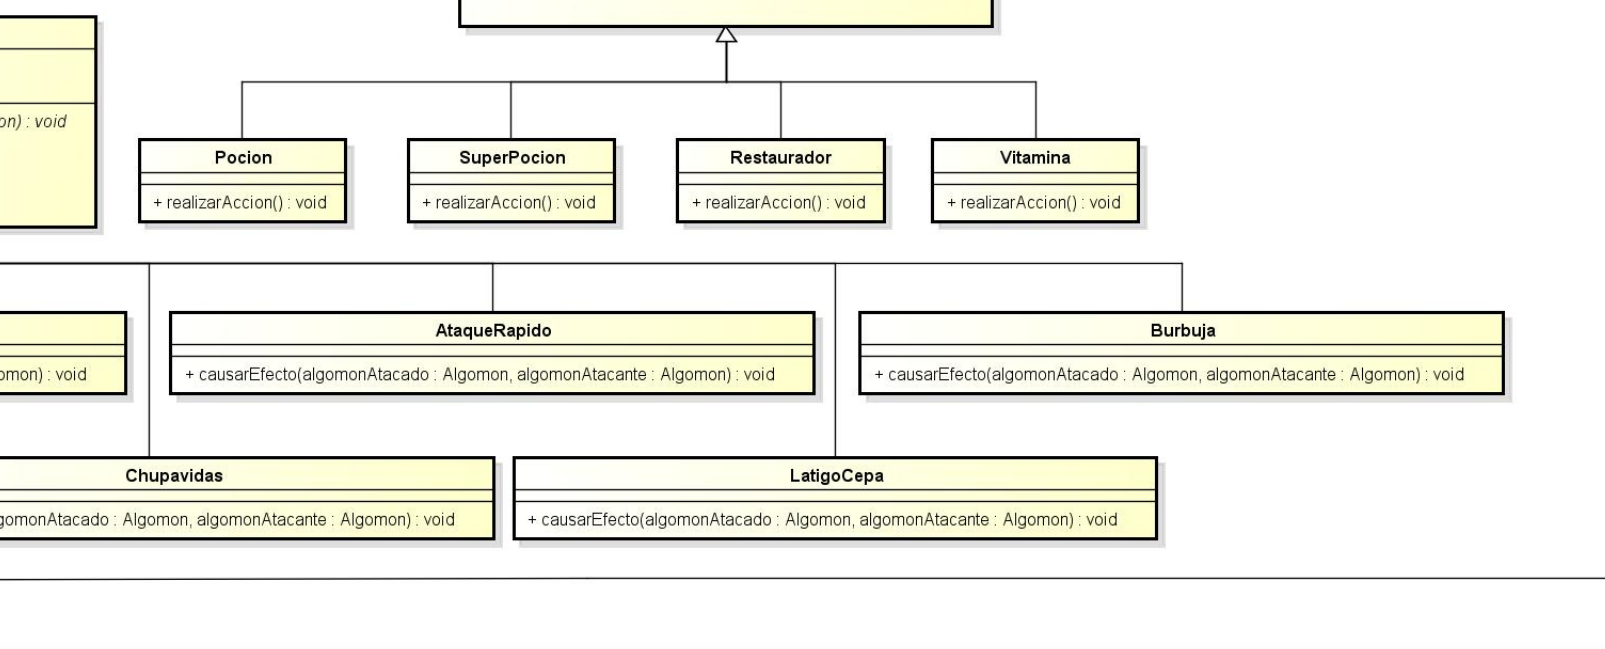 on) : void
Pocion
+ realizarAccion() : void
SuperPocion
+ realizarAccion() : void
Restaurador
+ realizarAccion() : void
Vitamina
+ realizarAccion() : void
omon) : void
AtaqueRapido
+ causarEfecto(algomonAtacado : Algomon, algomonAtacante : Algomon) : void
Burbuja
+ causarEfecto(algomonAtacado : Algomon, algomonAtacante : Algomon) : void
Chupavidas
gomonAtacado : Algomon, algomonAtacante : Algomon) : void
LatigoCepa
+ causarEfecto(algomonAtacado : Algomon, algomonAtacante : Algomon) : void